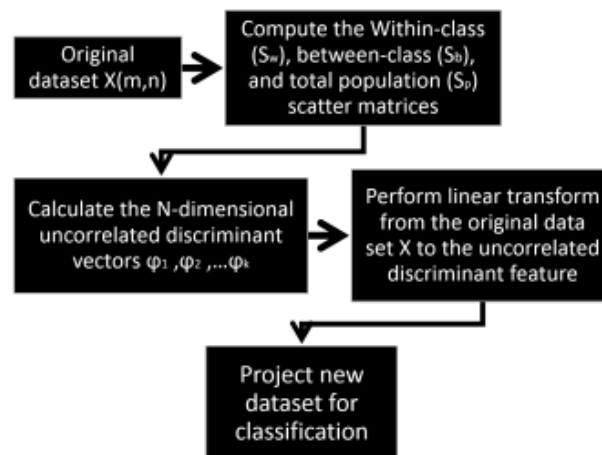 Original
dataset X(m,n)
Compute the Within-class
(Sw), between-class (Sb),
and total population (Sp)
scatter matrices
Calculate the N-dimensional
uncorrelated discriminant
vectors φ₁ ,φ₂ ,...φₖ
Perform linear transform
from the original data
set X to the uncorrelated
discriminant feature
Project new
dataset for
classification